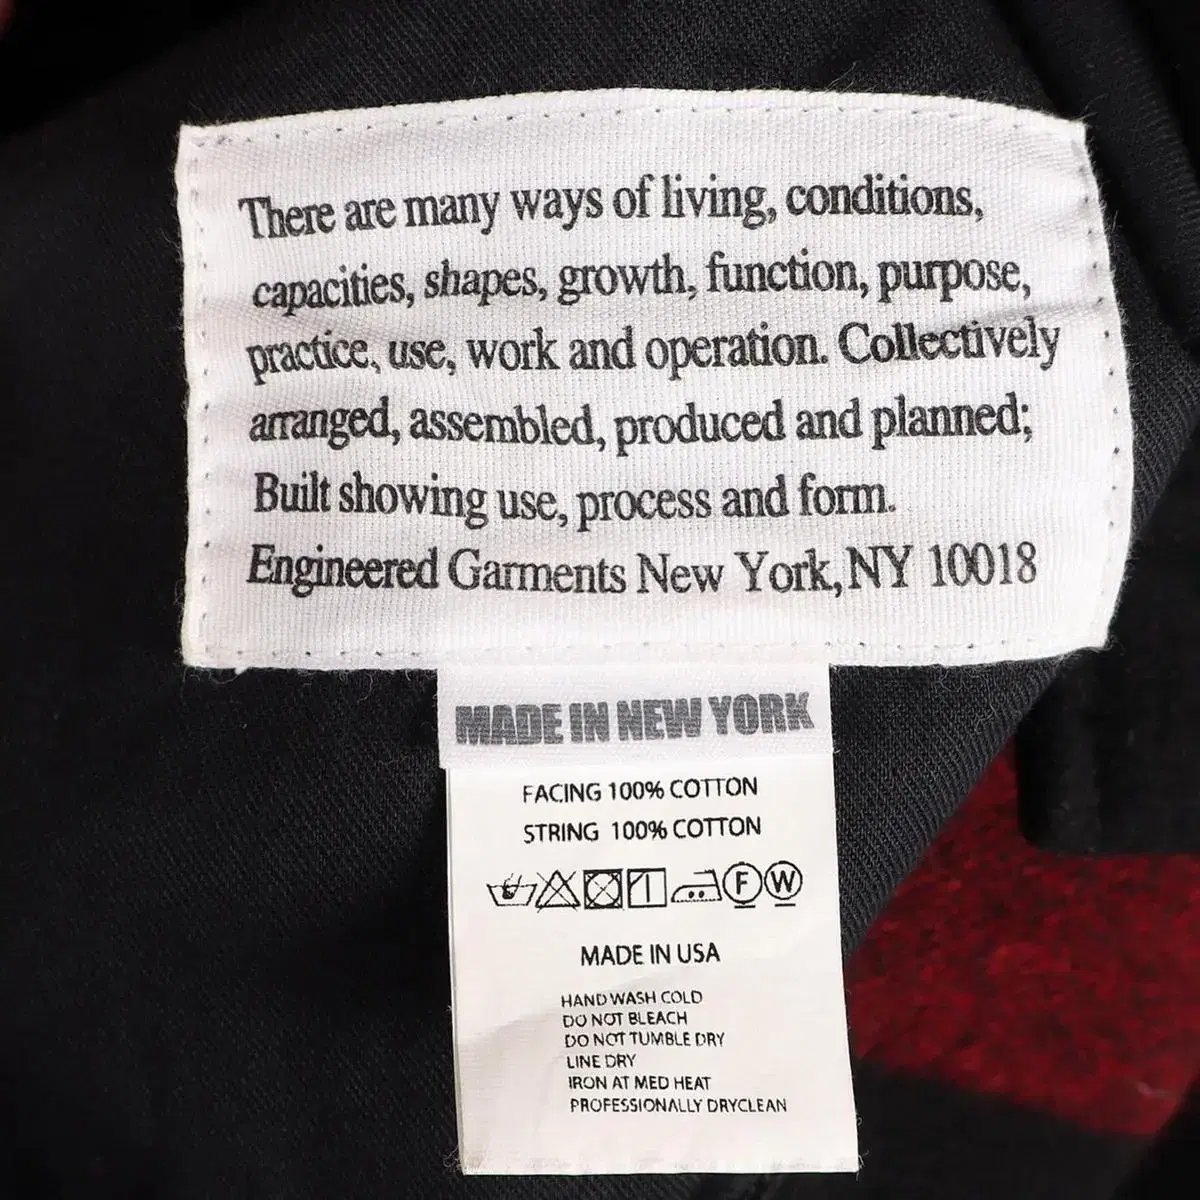 There are many ways of living, conditions,
capacities, shapes, growth, function, purpose,
practice, use, work and operation. Collectively
arranged, assembled, produced and planned;
Built showing use, process and form.
Engineered Garments New York, NY 10018
MADE IN NEW YORK
FACING 100% COTTON
STRING 100% COTTON
F W
MADE IN USA
HAND WASH COLD
DO NOT BLEACH
DO NOT TUMBLE DRY
LINE DRY
IRON AT MED HEAT
PROFESSIONALLY DRYCLEAN